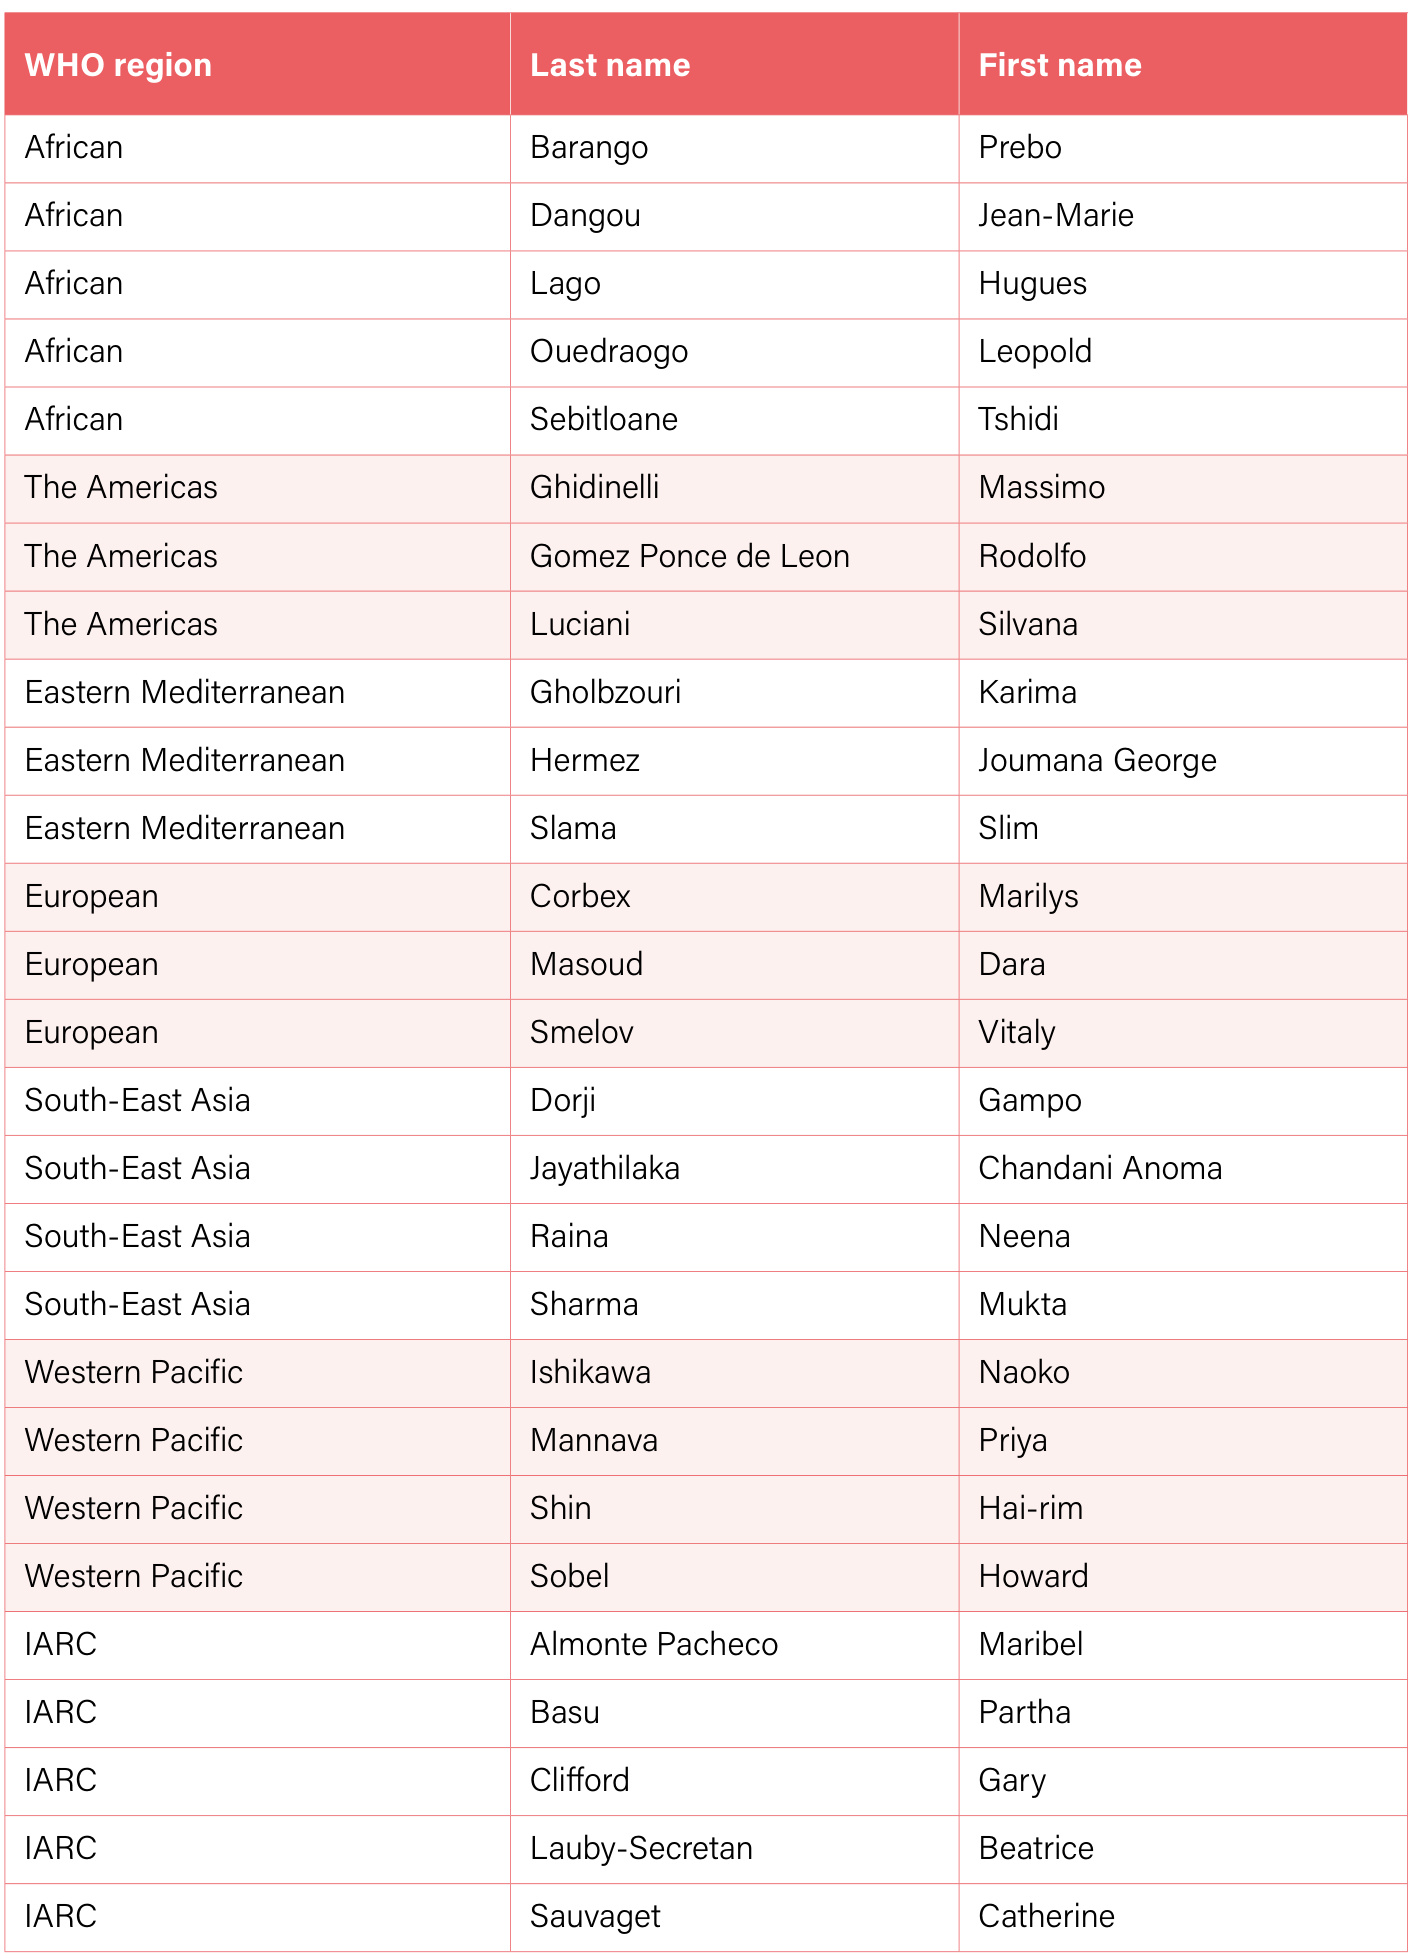 WHO region Last name First name
African Barango Prebo
African Dangou Jean-Marie
African Lago Hugues
African Ouedraogo Leopold
African Sebitloane Tshidi
The Americas Ghidinelli Massimo
The Americas Gomez Ponce de Leon Rodolfo
The Americas Luciani Silvana
Eastern Mediterranean Gholbzouri Karima
Eastern Mediterranean Hermez Joumana George
Eastern Mediterranean Slama Slim
European Corbex Marilys
European Masoud Dara
European Smelov Vitaly
South-East Asia Dorji Gampo
South-East Asia Jayathilaka Chandani Anoma
South-East Asia Raina Neena
South-East Asia Sharma Mukta
Western Pacific Ishikawa Naoko
Western Pacific Mannava Priya
Western Pacific Shin Hai-rim
Western Pacific Sobel Howard
IARC Almonte Pacheco Maribel
IARC Basu Partha
IARC Clifford Gary
IARC Lauby-Secretan Beatrice
IARC Sauvaget Catherine